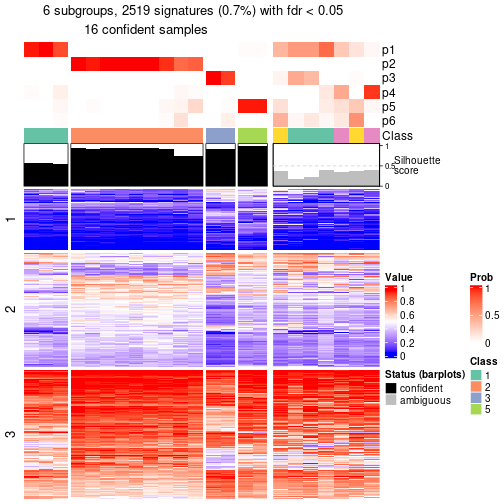 6 subgroups, 2519 signatures (0.7%) with fdr < 0.05
16 confident samples
p1
p2
p3
p4
p5
p6
Class
1
0.5
0
Silhouette
score
1
2
3
Value
1
0.8
0.6
0.4
0.2
0
Status (barplots)
confident
ambiguous
Prob
1
0.5
0
Class
1
2
3
5